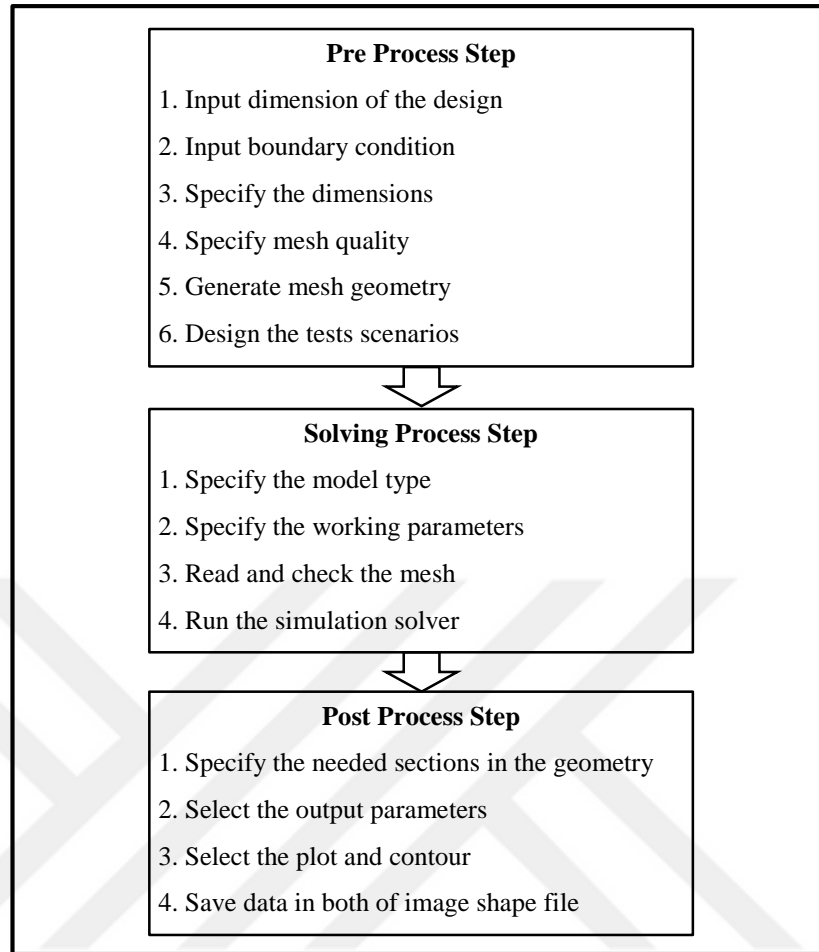 Pre Process Step
1. Input dimension of the design
2. Input boundary condition
3. Specify the dimensions
4. Specify mesh quality
5. Generate mesh geometry
6. Design the tests scenarios
Solving Process Step
1. Specify the model type
2. Specify the working parameters
3. Read and check the mesh
4. Run the simulation solver
Post Process Step
1. Specify the needed sections in the geometry
2. Select the output parameters
3. Select the plot and contour
4. Save data in both of image shape file